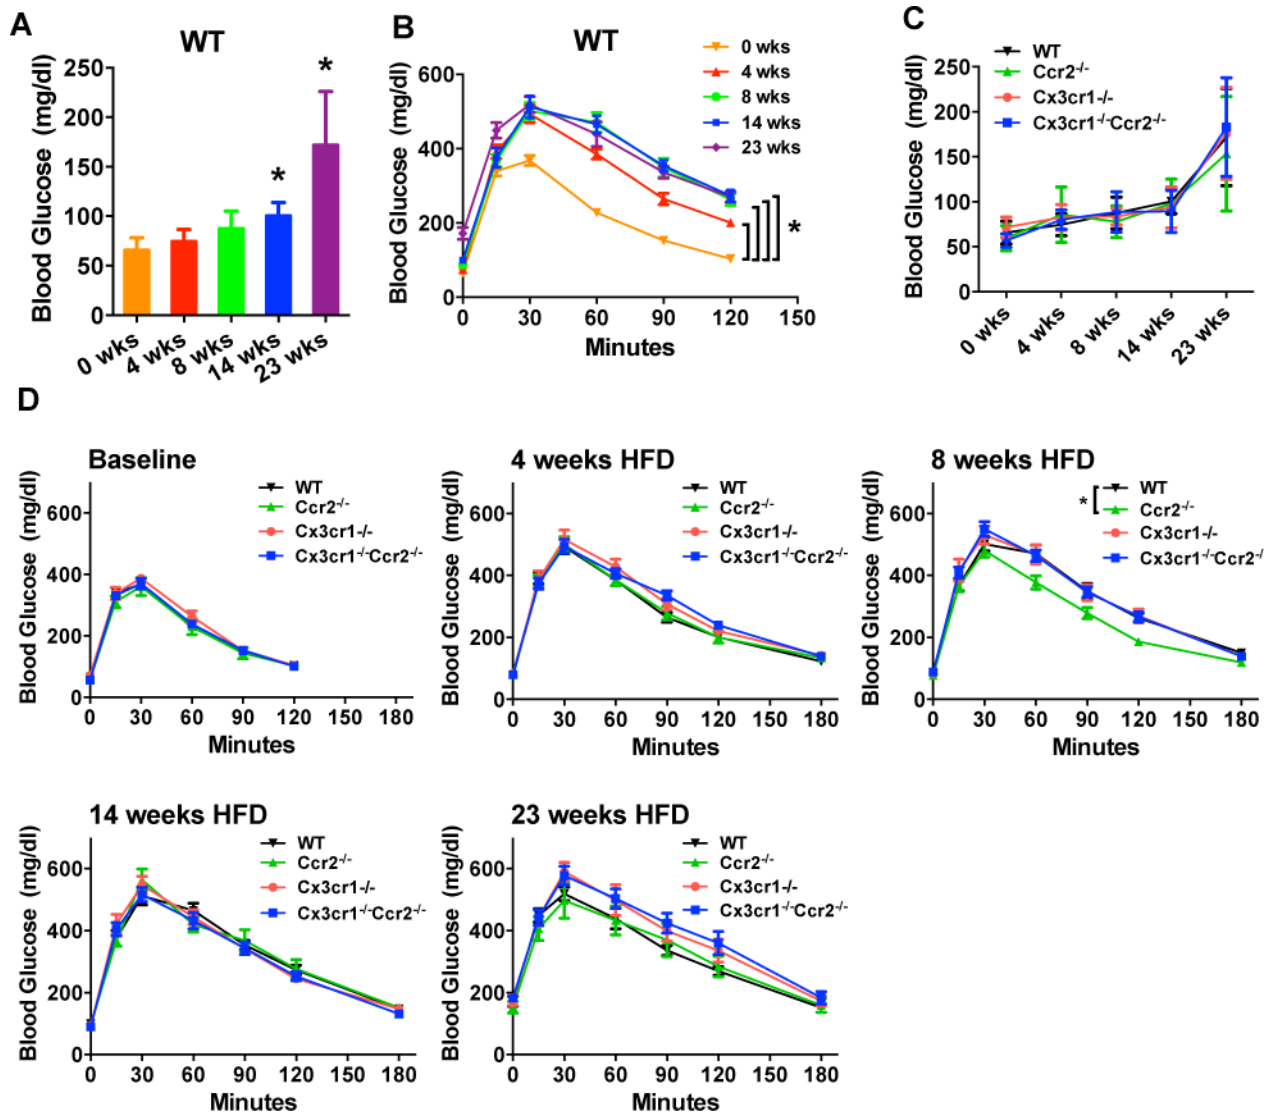 A
WT
Blood Glucose (mg/dl)
250
200
150
100
50
0
*
*
0 wks
4 wks
8 wks
14 wks
23 wks
B
WT
Blood Glucose (mg/dl)
600
400
200
0
0 30 60 90 120 150
Minutes
0 wks
4 wks
8 wks
14 wks
23 wks
*
C
Blood Glucose (mg/dl)
250
200
150
100
50
0
WT
Ccr2-/-
Cx3cr1-/-
Cx3cr1-/-Ccr2-/-
0 wks
4 wks
8 wks
14 wks
23 wks
D
Baseline
Blood Glucose (mg/dl)
600
400
200
0
0 30 60 90 120 150 180
Minutes
WT
Ccr2-/-
Cx3cr1-/-
Cx3cr1-/-Ccr2-/-
4 weeks HFD
Blood Glucose (mg/dl)
600
400
200
0
0 30 60 90 120 150 180
Minutes
WT
Ccr2-/-
Cx3cr1-/-
Cx3cr1-/-Ccr2-/-
8 weeks HFD
Blood Glucose (mg/dl)
600
400
200
0
0 30 60 90 120 150 180
Minutes
*
WT
Ccr2-/-
Cx3cr1-/-
Cx3cr1-/-Ccr2-/
14 weeks HFD
Blood Glucose (mg/dl)
600
400
200
0
0 30 60 90 120 150 180
Minutes
WT
Ccr2-/-
Cx3cr1-/-
Cx3cr1-/-Ccr2-/-
23 weeks HFD
Blood Glucose (mg/dl)
600
400
200
0
0 30 60 90 120 150 180
Minutes
WT
Ccr2-/-
Cx3cr1-/-
Cx3cr1-/-Ccr2-/-